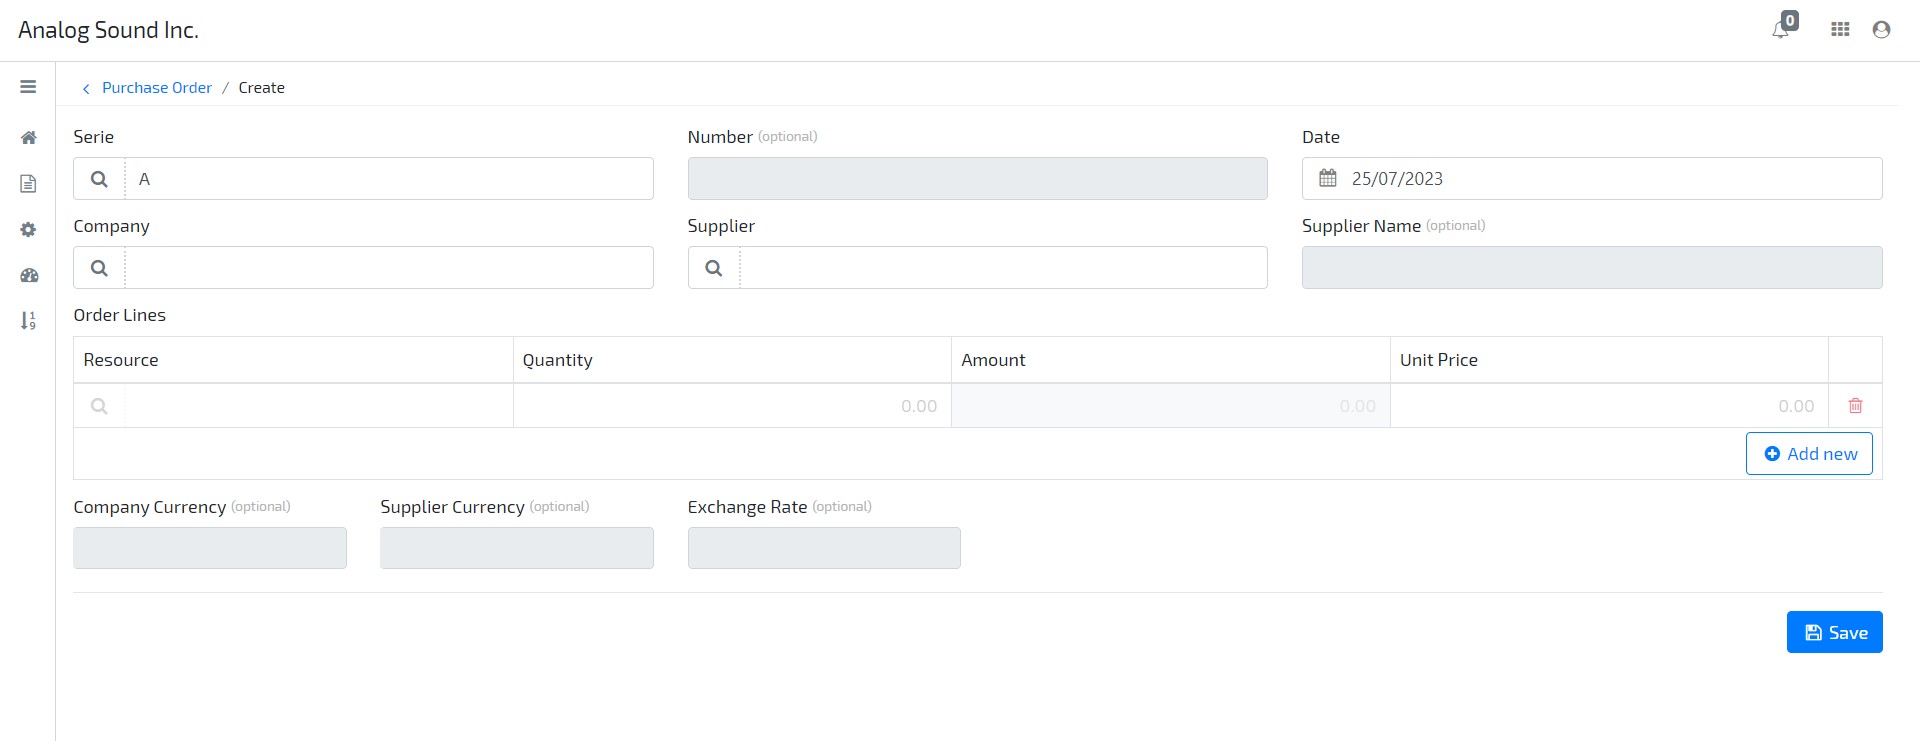 Analog Sound Inc.
0
Purchase Order / Create
Serie
Number (optional)
Date
A
25/07/2023
Company
Supplier
Supplier Name (optional)
Order Lines
Resource
Quantity
Amount
Unit Price
0.00
0.00
0.00
Add new
Company Currency (optional)
Supplier Currency (optional)
Exchange Rate (optional)
Save